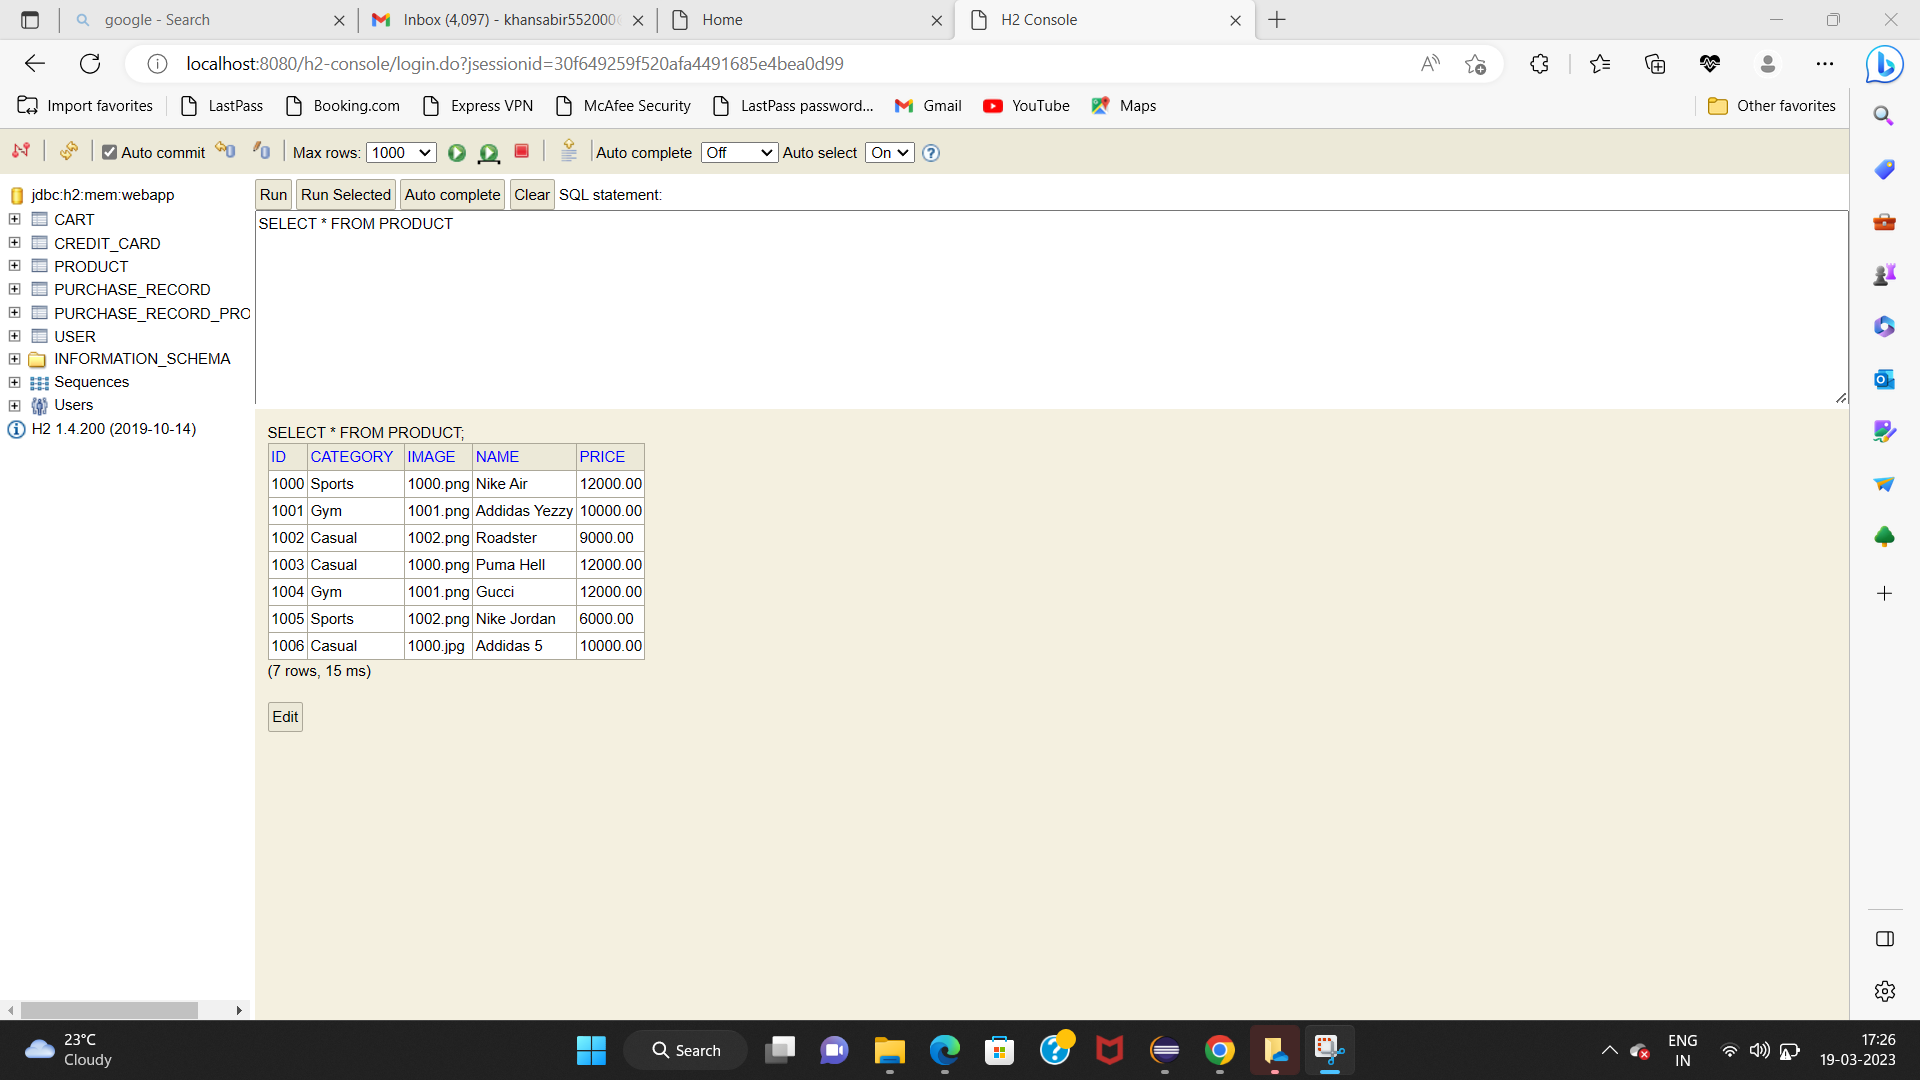 google - Search
Inbox (4,097) - khansabir552000
Home
H2 Console
localhost:8080/h2-console/login.do?jsessionid=30f649259f520afa4491685e4bea0d99
Import favorites
LastPass
Booking.com
Express VPN
McAfee Security
LastPass password...
Gmail
YouTube
Maps
Other favorites
Auto commit
Max rows: 1000
Auto complete Off
Auto select On
jdbc:h2:mem:webapp
CART
CREDIT_CARD
PRODUCT
PURCHASE_RECORD
PURCHASE_RECORD_PRO
USER
INFORMATION_SCHEMA
Sequences
Users
H2 1.4.200 (2019-10-14)
Run Run Selected Auto complete Clear SQL statement:
SELECT * FROM PRODUCT
SELECT * FROM PRODUCT;
ID CATEGORY IMAGE NAME PRICE
1000 Sports 1000.png Nike Air 12000.00
1001 Gym 1001.png Addidas Yezzy 10000.00
1002 Casual 1002.png Roadster 9000.00
1003 Casual 1000.png Puma Hell 12000.00
1004 Gym 1001.png Gucci 12000.00
1005 Sports 1002.png Nike Jordan 6000.00
1006 Casual 1000.jpg Addidas 5 10000.00
(7 rows, 15 ms)
Edit
23°C
Cloudy
Search
ENG
IN
17:26
19-03-2023